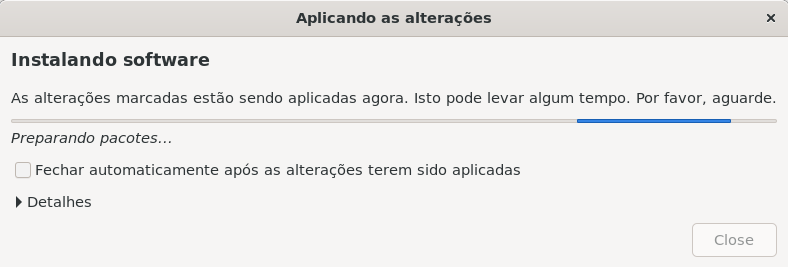 Aplicando as alterações
Instalando software
As alterações marcadas estão sendo aplicadas agora. Isto pode levar algum tempo. Por favor, aguarde.
Preparando pacotes…
Fechar automaticamente após as alterações terem sido aplicadas
Detalhes
Close